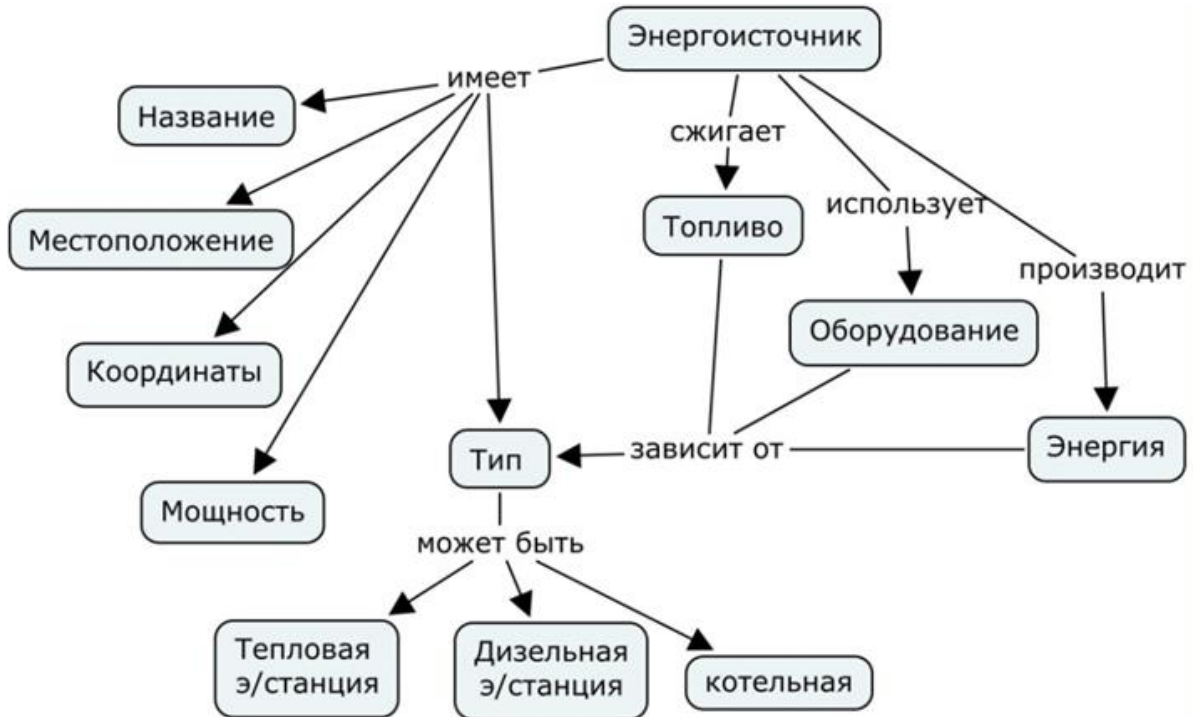 Энергоисточник
имеет
Название
сжигает
Местоположение
Топливо
использует
производит
Координаты
Оборудование
Тип
зависит от
Энергия
Мощность
может быть
Тепловая
э/станция
Дизельная
э/станция
котельная